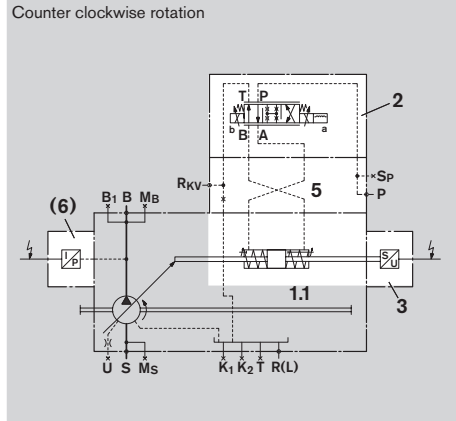 Counter clockwise rotation
T P
2
b B A a
SP
RKV
5
P
B1 B MB
(6)
I P
S U
1.1
3
U S MS
K1 K2 T R(L)